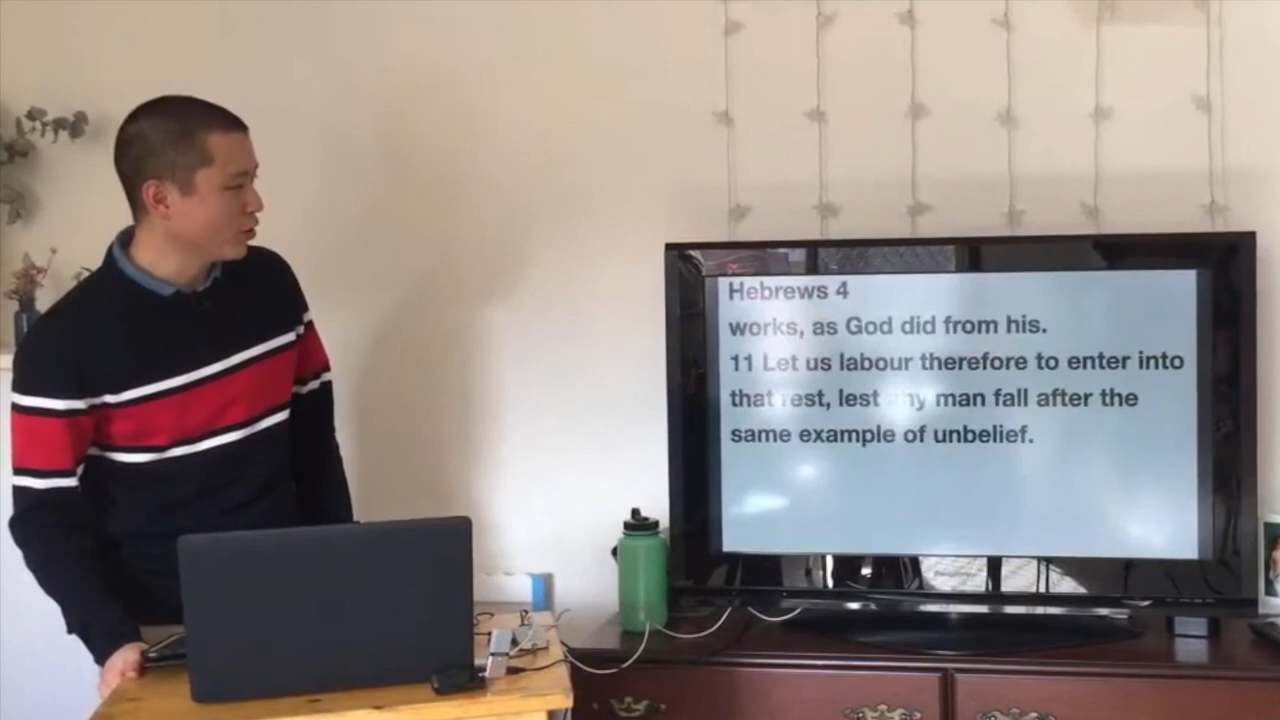 Hebrews 4
works, as God did from his.
11 Let us labour therefore to enter into
that rest, lest any man fall after the
same example of unbelief.